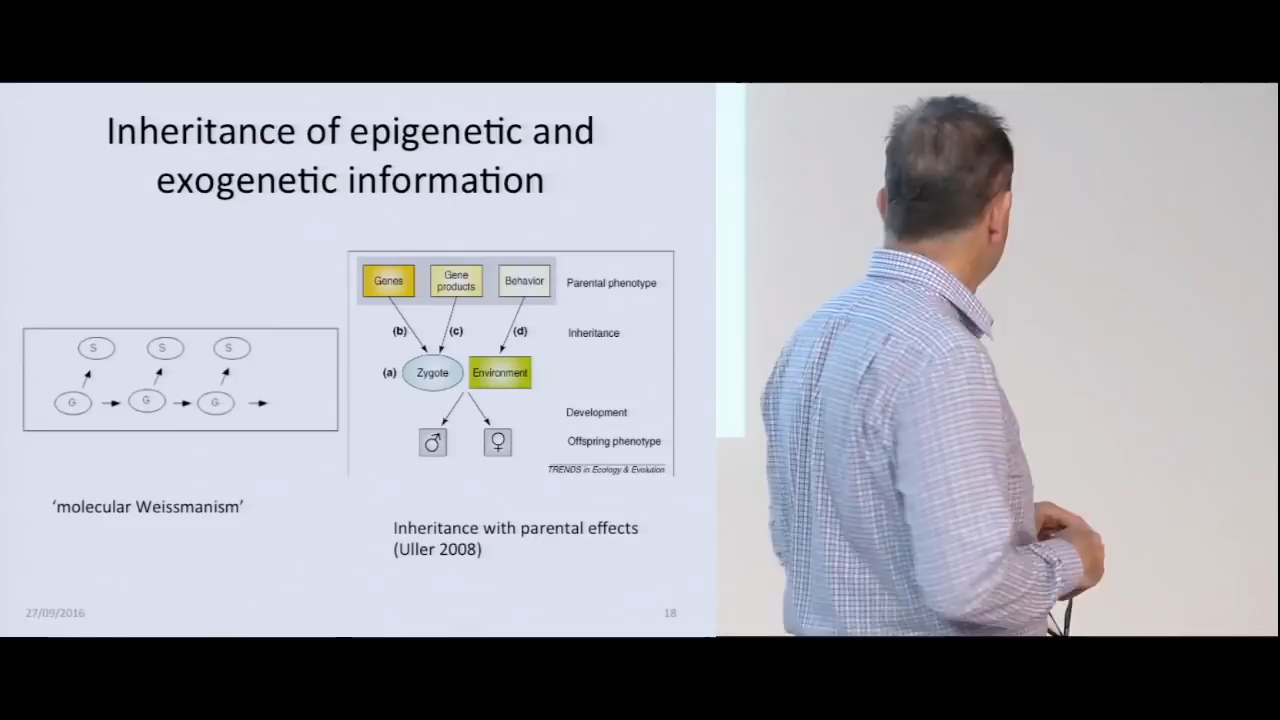 Inheritance of epigenetic and
exogenetic information
S S S
G G G
'molecular Weissmanism'
Genes
Gene
products
Behavior
Parental phenotype
(b)
(c)
(d)
Inheritance
(a)
Zygote
Environment
Development
♂
♀
Offspring phenotype
TRENDS in Ecology & Evolution
Inheritance with parental effects
(Uller 2008)
27/09/2016
18